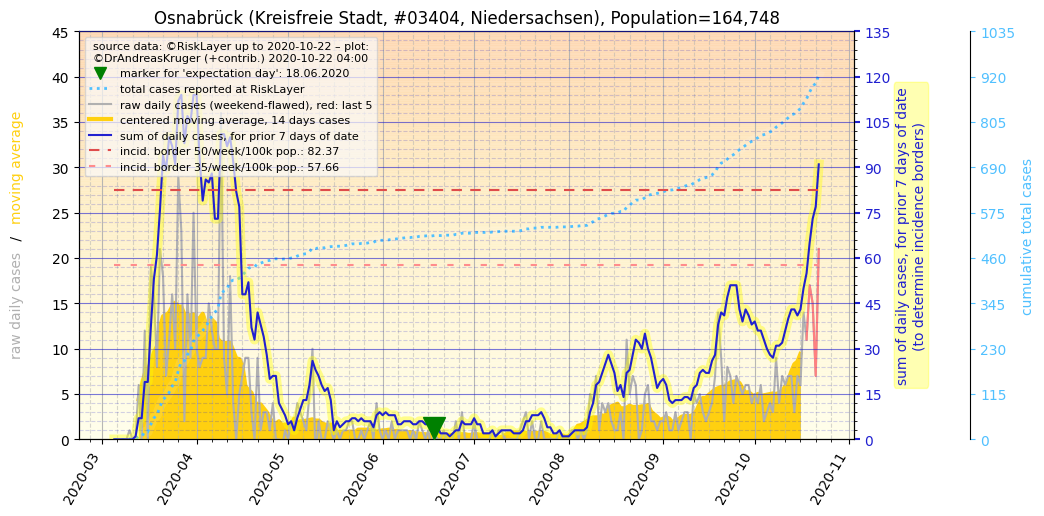 Osnabrück (Kreisfreie Stadt, #03404, Niedersachsen), Population=164,748
source data: ©RiskLayer up to 2020-10-22 – plot:
©DrAndreasKruger (+contrib.) 2020-10-22 04:00
marker for 'expectation day': 18.06.2020
total cases reported at RiskLayer
raw daily cases (weekend-flawed), red: last 5
centered moving average, 14 days cases
sum of daily cases, for prior 7 days of date
incid. border 50/week/100k pop.: 82.37
incid. border 35/week/100k pop.: 57.66
raw daily cases / moving average
45
40
35
30
25
20
15
10
5
0
2020-03
2020-04
2020-05
2020-06
2020-07
2020-08
2020-09
2020-10
2020-11
135
120
105
90
75
60
45
30
15
0
sum of daily cases, for prior 7 days of date
(to determine incidence borders)
1035
920
805
690
575
460
345
230
115
0
cumulative total cases